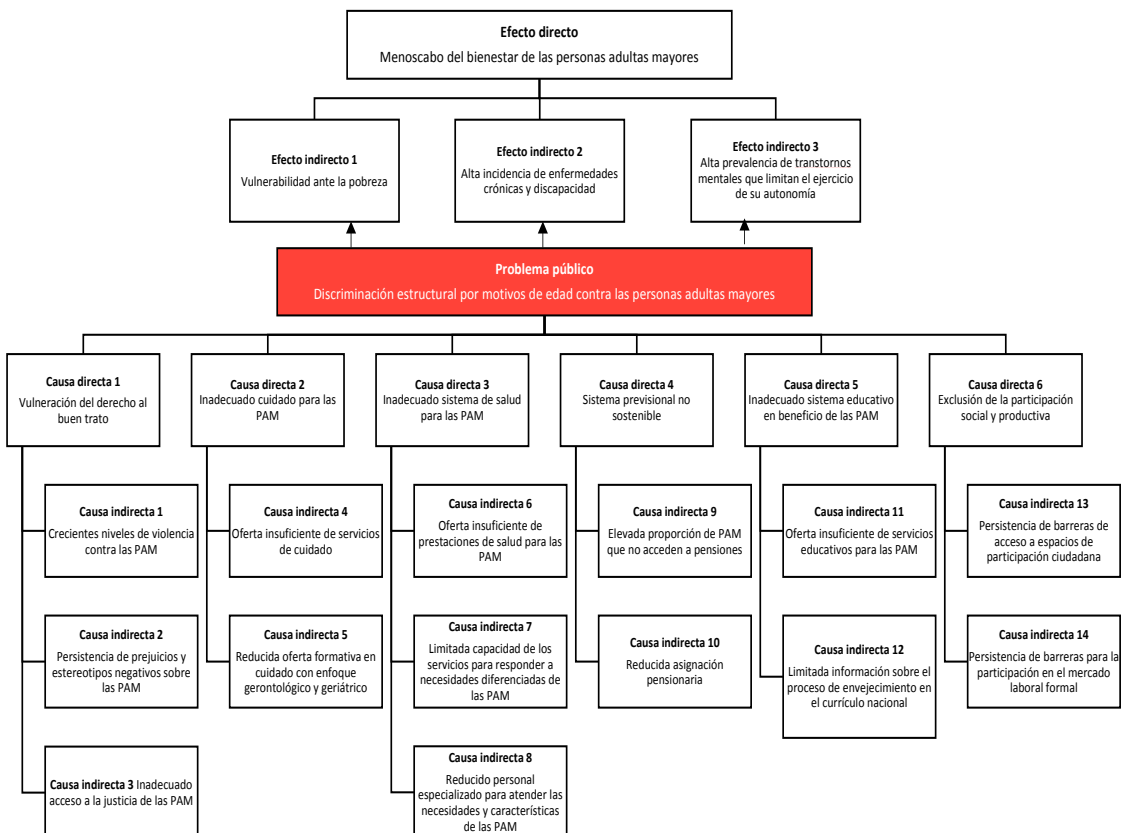 Efecto directo
Menoscabo del bienestar de las personas adultas mayores
Efecto indirecto 1
Vulnerabilidad ante la pobreza
Efecto indirecto 2
Alta incidencia de enfermedades
crónicas y discapacidad
Efecto indirecto 3
Alta prevalencia de transtornos
mentales que limitan el ejercicio
de su autonomía
Problema público
Discriminación estructural por motivos de edad contra las personas adultas mayores
Causa directa 1
Vulneración del derecho al
buen trato
Causa directa 2
Inadecuado cuidado para las
PAM
Causa directa 3
Inadecuado sistema de salud
para las PAM
Causa directa 4
Sistema previsional no
sostenible
Causa directa 5
Inadecuado sistema educativo
en beneficio de las PAM
Causa directa 6
Exclusión de la participación
social y productiva
Causa indirecta 1
Crecientes niveles de violencia
contra las PAM
Causa indirecta 4
Oferta insuficiente de servicios
de cuidado
Causa indirecta 6
Oferta insuficiente de
prestaciones de salud para las
PAM
Causa indirecta 9
Elevada proporción de PAM
que no acceden a pensiones
Causa indirecta 11
Oferta insuficiente de servicios
educativos para las PAM
Causa indirecta 13
Persistencia de barreras de
acceso a espacios de
participación ciudadana
Causa indirecta 2
Persistencia de prejuicios y
estereotipos negativos sobre
las PAM
Causa indirecta 5
Reducida oferta formativa en
cuidado con enfoque
gerontológico y geriátrico
Causa indirecta 7
Limitada capacidad de los
servicios para responder a
necesidades diferenciadas de
las PAM
Causa indirecta 10
Reducida asignación
pensionaria
Causa indirecta 12
Limitada información sobre el
proceso de envejecimiento en
el currículo nacional
Causa indirecta 14
Persistencia de barreras para la
participación en el mercado
laboral formal
Causa indirecta 3 Inadecuado
acceso a la justicia de las PAM
Causa indirecta 8
Reducido personal
especializado para atender las
necesidades y características
de las PAM